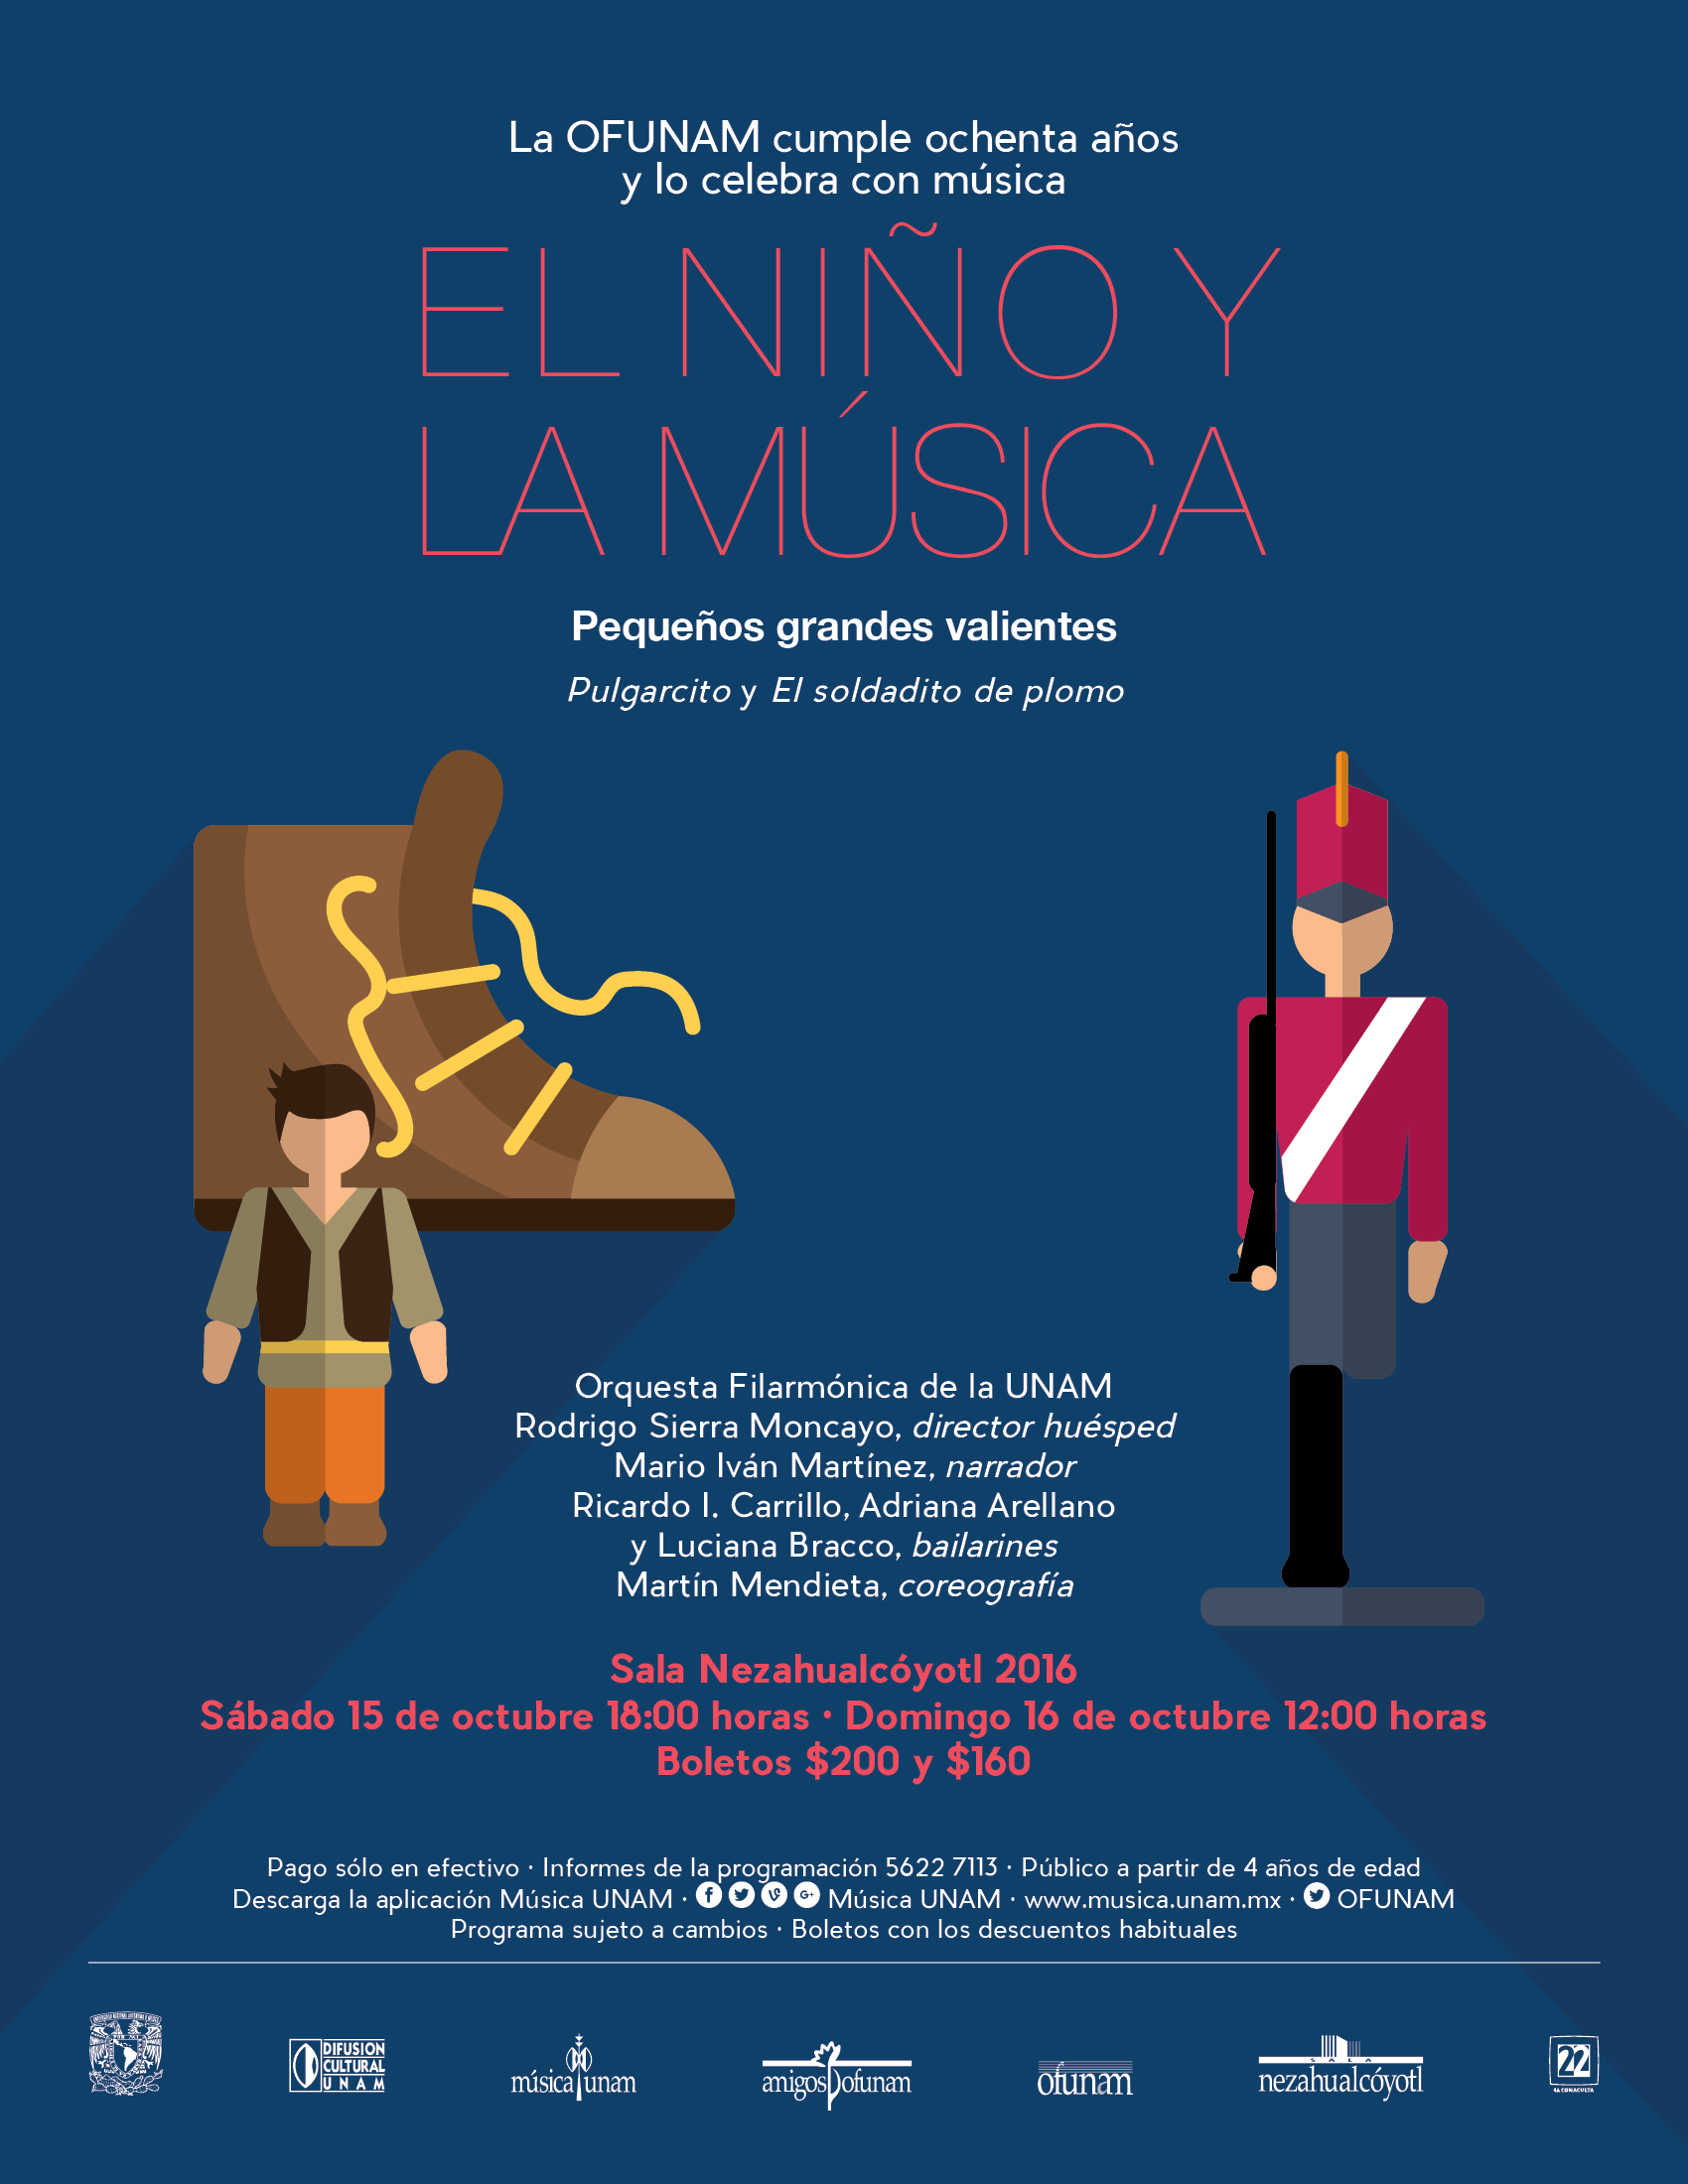 La OFUNAM cumple ochenta años
y lo celebra con música
EL NIÑO Y
LA MÚSICA
Pequeños grandes valientes
Pulgarcito y El soldadito de plomo
Orquesta Filarmónica de la UNAM
Rodrigo Sierra Moncayo, director huésped
Mario Iván Martínez, narrador
Ricardo I. Carrillo, Adriana Arellano
y Luciana Bracco, bailarines
Martín Mendieta, coreografía
Sala Nezahualcóyotl 2016
Sábado 15 de octubre 18:00 horas · Domingo 16 de octubre 12:00 horas
Boletos $200 y $160
Pago sólo en efectivo · Informes de la programación 5622 7113 · Público a partir de 4 años de edad
Descarga la aplicación Música UNAM · Música UNAM · www.musica.unam.mx · OFUNAM
Programa sujeto a cambios · Boletos con los descuentos habituales
DIFUSION
CULTURAL
UNAM
música unam
amigos ofunam
ofunam
SALA
nezahualcóyotl
22
CONACULTA